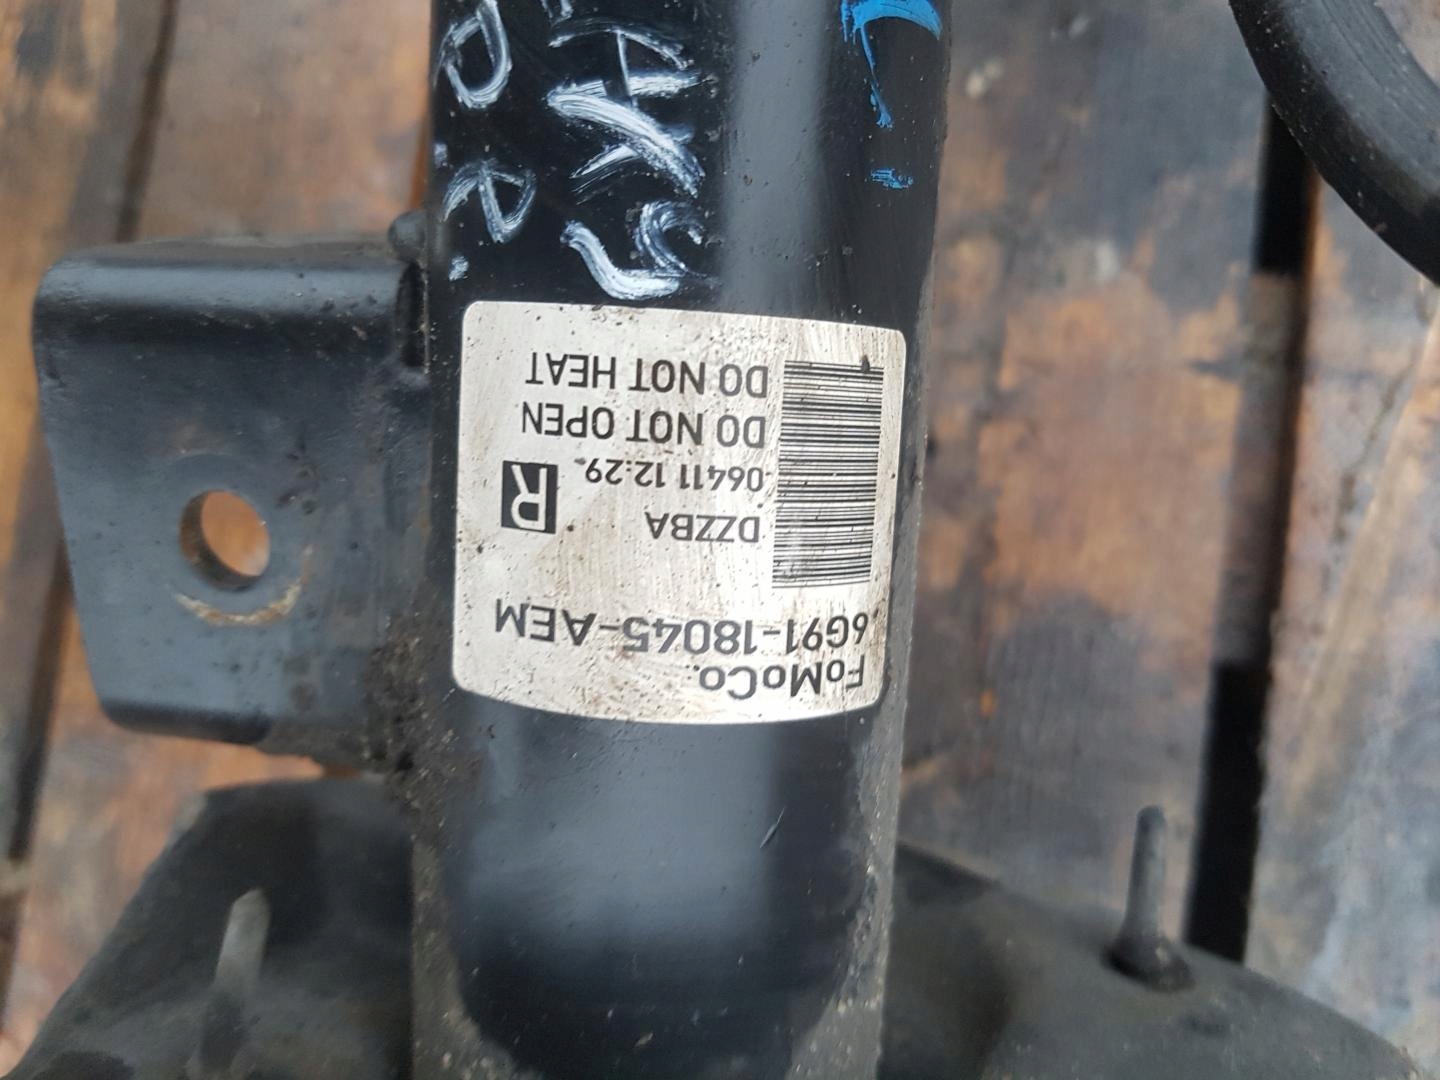 FoMoCo
6G91-18045-AEM
DZZBA
R
06411 12:29
DO NOT OPEN
DO NOT HEAT